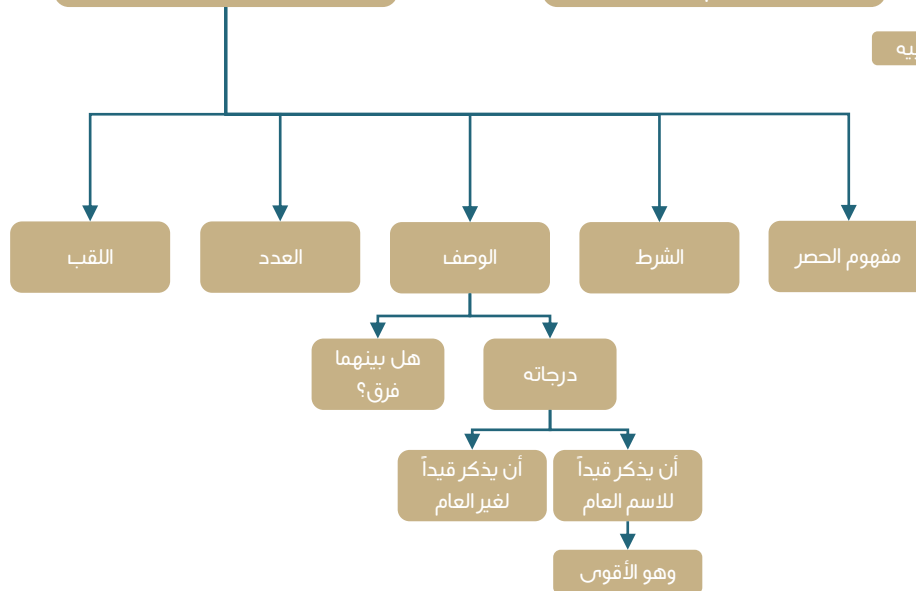 مفهوم الحصر
الشرط
الوصف
العدد
اللقب
درجاته
هل بينهما
فرق؟
أن يذكر قيداً
للاسم العام
أن يذكر قيداً
لغير العام
وهو الأقوى